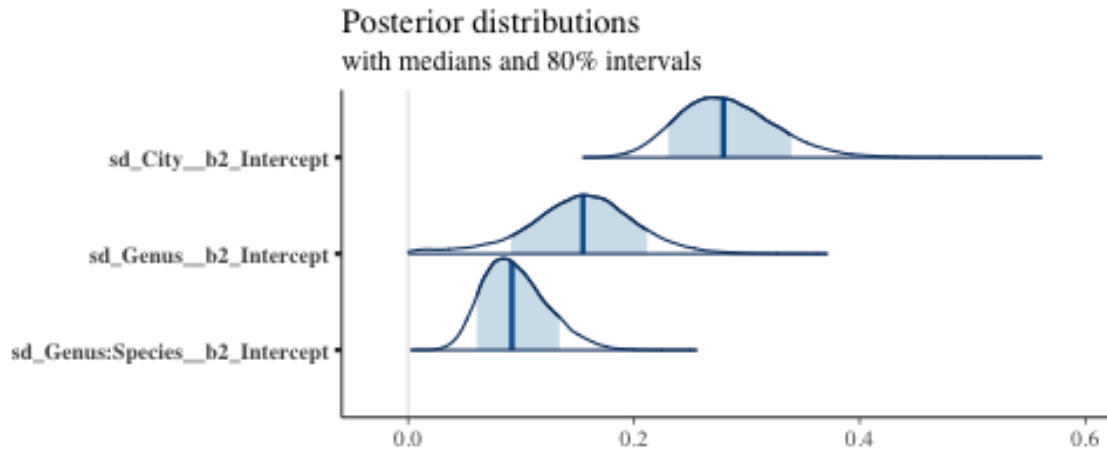 Posterior distributions
with medians and 80% intervals
sd_City__b2_Intercept
sd_Genus__b2_Intercept
sd_Genus:Species__b2_Intercept
0.0 0.2 0.4 0.6